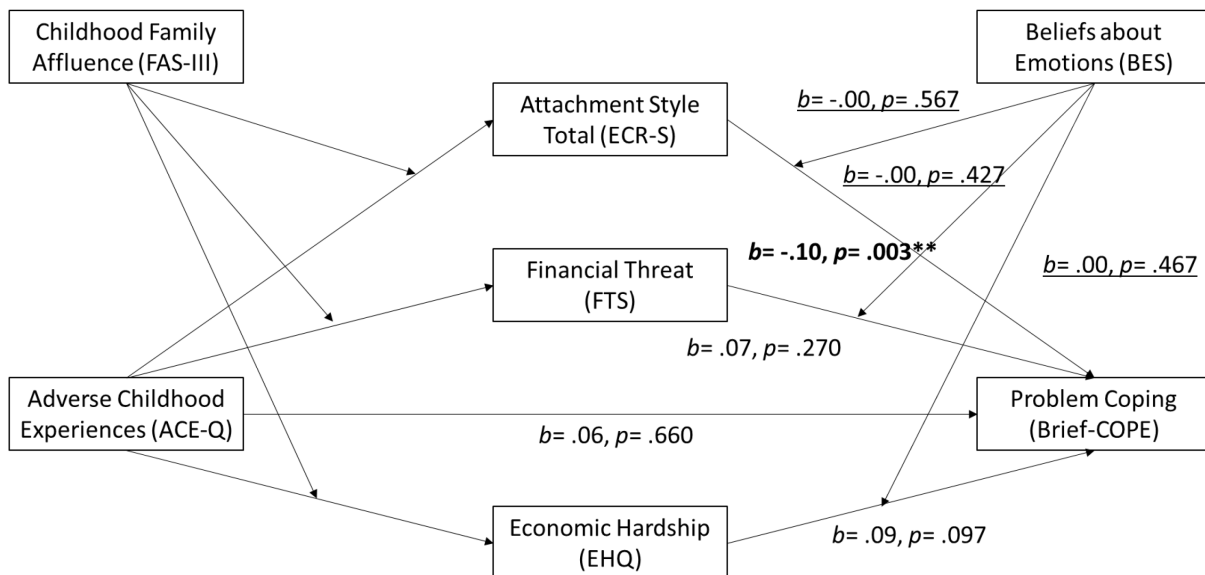 Childhood Family
Affluence (FAS-III)
Beliefs about
Emotions (BES)
Attachment Style
Total (ECR-S)
b= -.00, p= .567
b= -.00, p= .427
b= -.10, p= .003**
Financial Threat
(FTS)
b= .00, p= .467
b= .07, p= .270
Adverse Childhood
Experiences (ACE-Q)
Problem Coping
(Brief-COPE)
b= .06, p= .660
Economic Hardship
(EHQ)
b= .09, p= .097